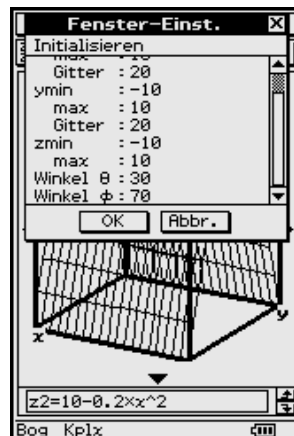 Fenster-Einst.
Initialisieren
Gitter :20
ymin :-10
max :10
Gitter :20
zmin :-10
max :10
Winkel θ :30
Winkel ϕ :70
OK Abbr.
x y
z2=10-0.2×x^2
Bog Kplx